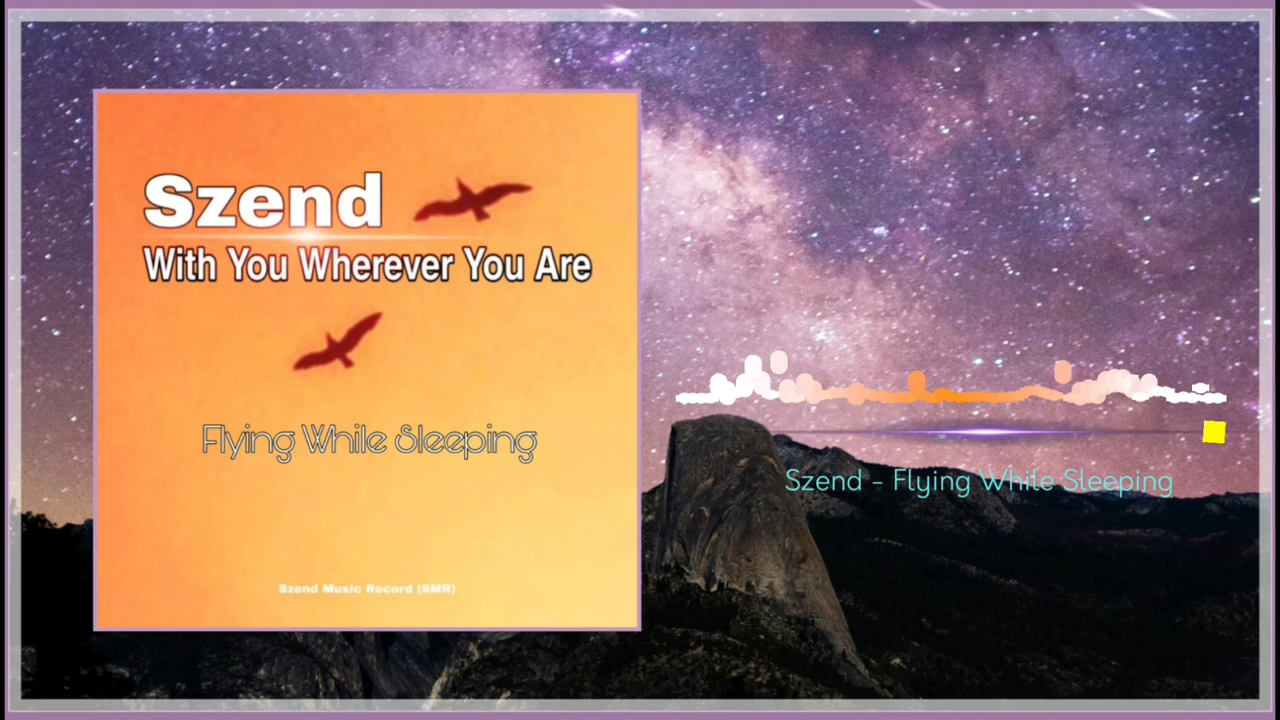 Szend
With You Wherever You Are
Flying While Sleeping
Szend Music Record (SMR)
Szend - Flying While Sleeping